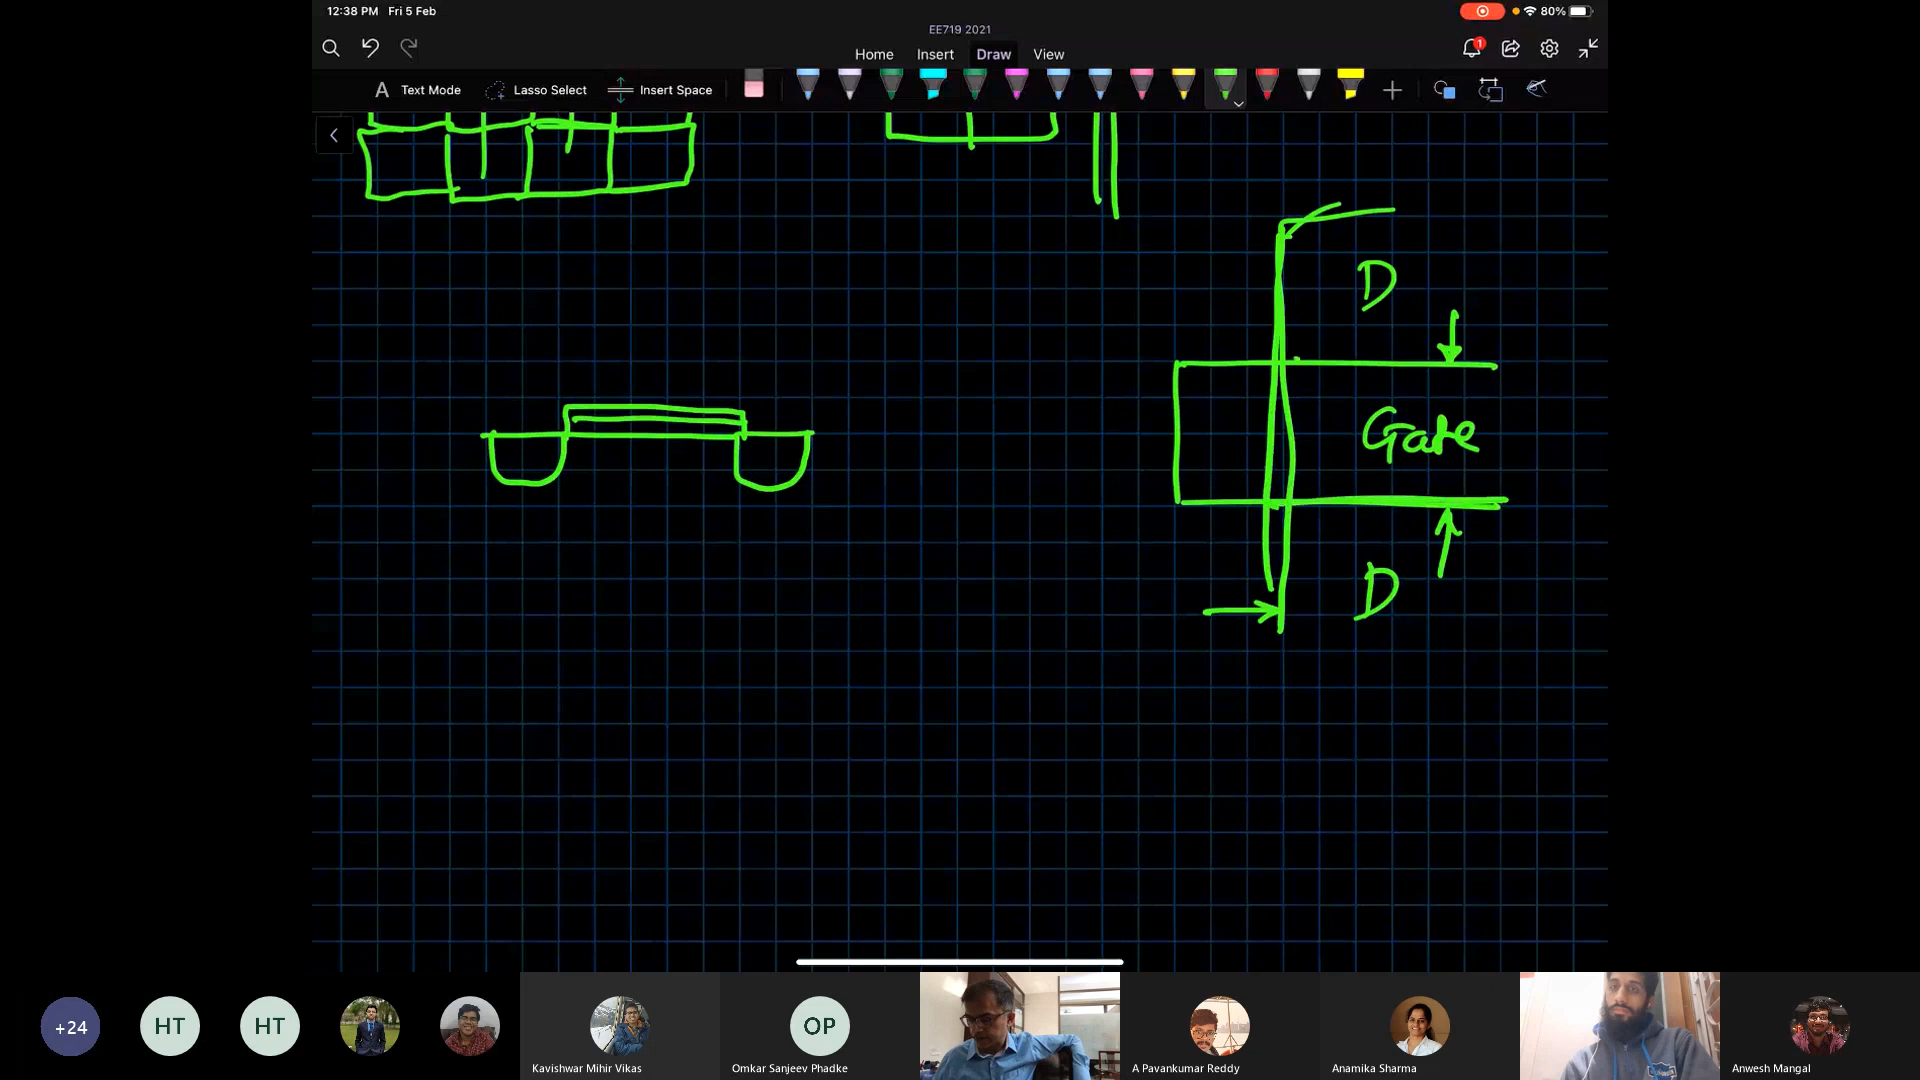 12:38 PM Fri 5 Feb
80%
EE719 2021
Home Insert Draw View
1
A Text Mode Lasso Select Insert Space
D
Gate
D
+24
HT
HT
OP
Kavishwar Mihir Vikas
Omkar Sanjeev Phadke
A Pavankumar Reddy
Anamika Sharma
Anwesh Mangal